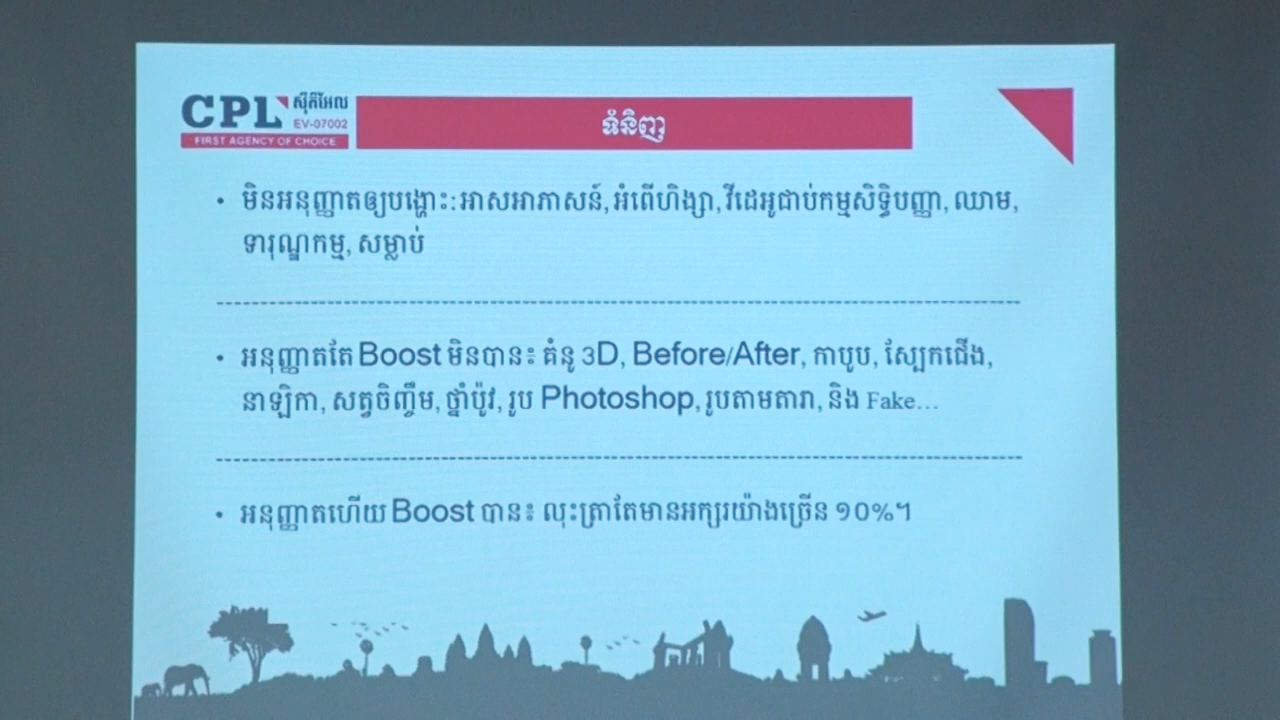 CPL ស៊ីភីអែល
EV-07002
FIRST AGENCY OF CHOICE
ទំនិញ
• មិនអនុញ្ញាតឲ្យបង្ហោះ: អាសអាភាសន៍, អំពើហិង្សា, វីដេអូជាប់កម្មសិទ្ធិបញ្ញា, ឈាម,
ទារុណ្ឌកម្ម, សម្លាប់
• អនុញ្ញាតតែ Boost មិនបាន៖ គំនូ 3D, Before/After, កាបូប, ស្បែកជើង,
នាឡិកា, សត្វចិញ្ចឹម, ថ្នាំប៉ូវ, រូប Photoshop, រូបតាមតារា, និង Fake...
• អនុញ្ញាតហើយ Boost បាន៖ លុះត្រាតែមានអក្សរយ៉ាងច្រើន ១០%។